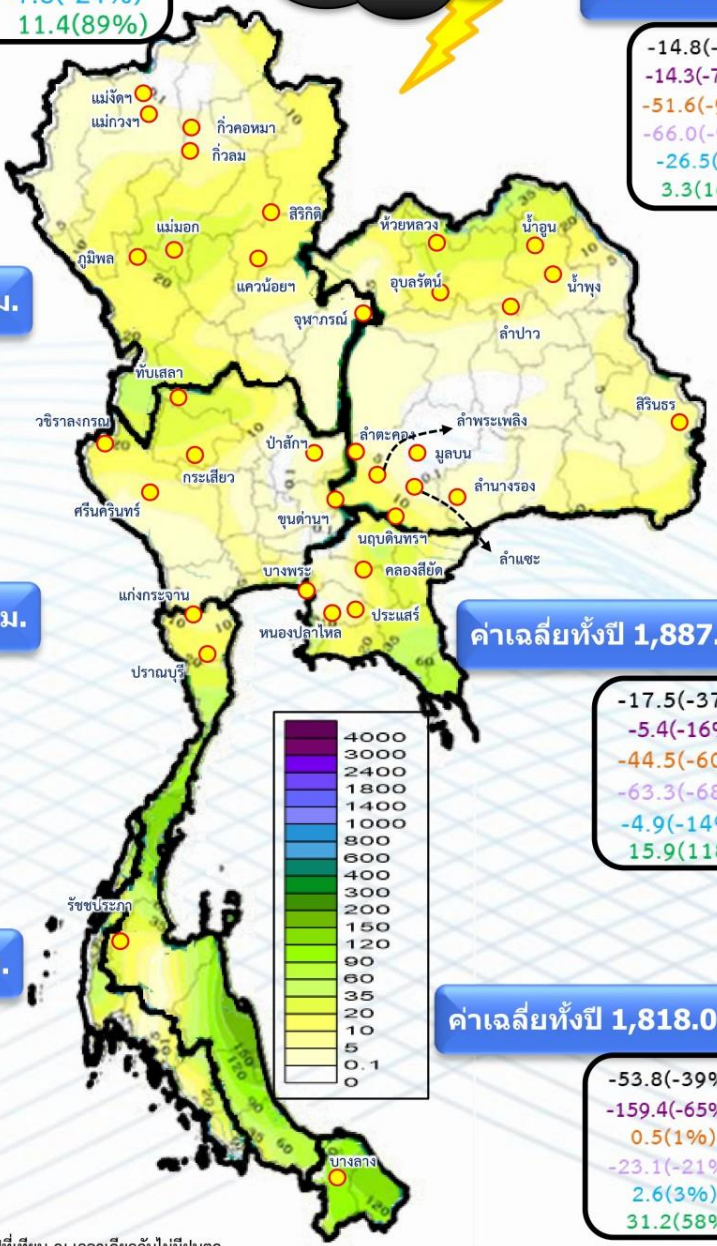 11.4(89%)
-14.8(-
-14.3(-7
-51.6(-9
-66.0(-
-26.5(
3.3(10
แม่งัดฯ
แม่กวงฯ
กิ่วคอหมา
กิ่วลม
สิริกิติ์
แม่มอก
ภูมิพล
แควน้อยฯ
ห้วยหลวง
น้ำอูน
อุบลรัตน์
น้ำพุง
จุฬาภรณ์
ลำปาว
ม.
ทับเสลา
วชิราลงกรณ
ป่าสักฯ
ลำตะคอง
ลำพระเพลิง
มูลบน
สิรินธร
กระเสียว
ลำนางรอง
ศรีนครินทร์
ขุนด่านฯ
นฤบดินทรฯ
ลำแซะ
บางพระ
คลองสียัด
แก่งกระจาน
หนองปลาไหล
ประแสร์
ปราณบุรี
ม.
ค่าเฉลี่ยทั้งปี 1,887.
-17.5(-37
-5.4(-16%
-44.5(-60
-63.3(-68
-4.9(-14%
15.9(118
4000
3000
2400
1800
1400
1000
800
600
400
300
200
150
120
90
60
35
20
10
5
0.1
0
รัชชประภา
ค่าเฉลี่ยทั้งปี 1,818.0
-53.8(-39%
-159.4(-65%
0.5(1%)
-23.1(-21%
2.6(3%)
31.2(58%
บางลาง